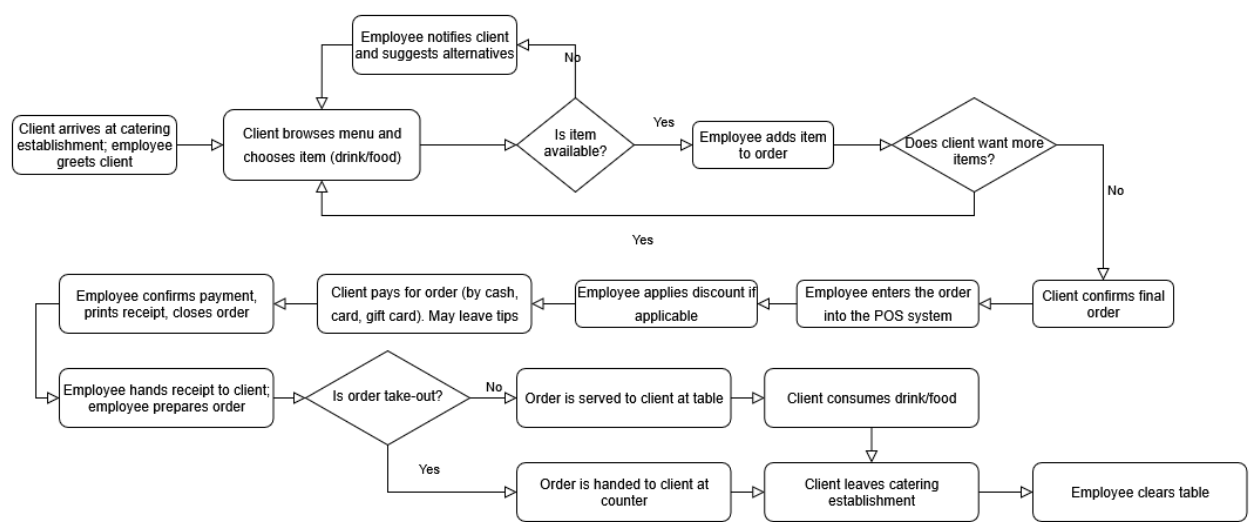 Employee notifies client
and suggests alternatives
No
Client arrives at catering
establishment; employee
greets client
Client browses menu and
chooses item (drink/food)
Is item
available?
Yes
Employee adds item
to order
Does client want more
items?
No
Yes
Employee confirms payment,
prints receipt, closes order
Client pays for order (by cash,
card, gift card). May leave tips
Employee applies discount if
applicable
Employee enters the order
into the POS system
Client confirms final
order
Employee hands receipt to client;
employee prepares order
Is order take-out?
No
Order is served to client at table
Client consumes drink/food
Yes
Order is handed to client at
counter
Client leaves catering
establishment
Employee clears table